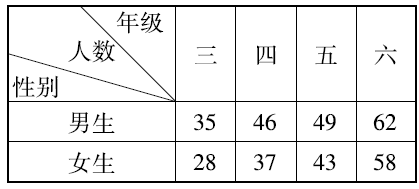 年级
人数
性别
三 四 五 六
男生 35 46 49 62
女生 28 37 43 58